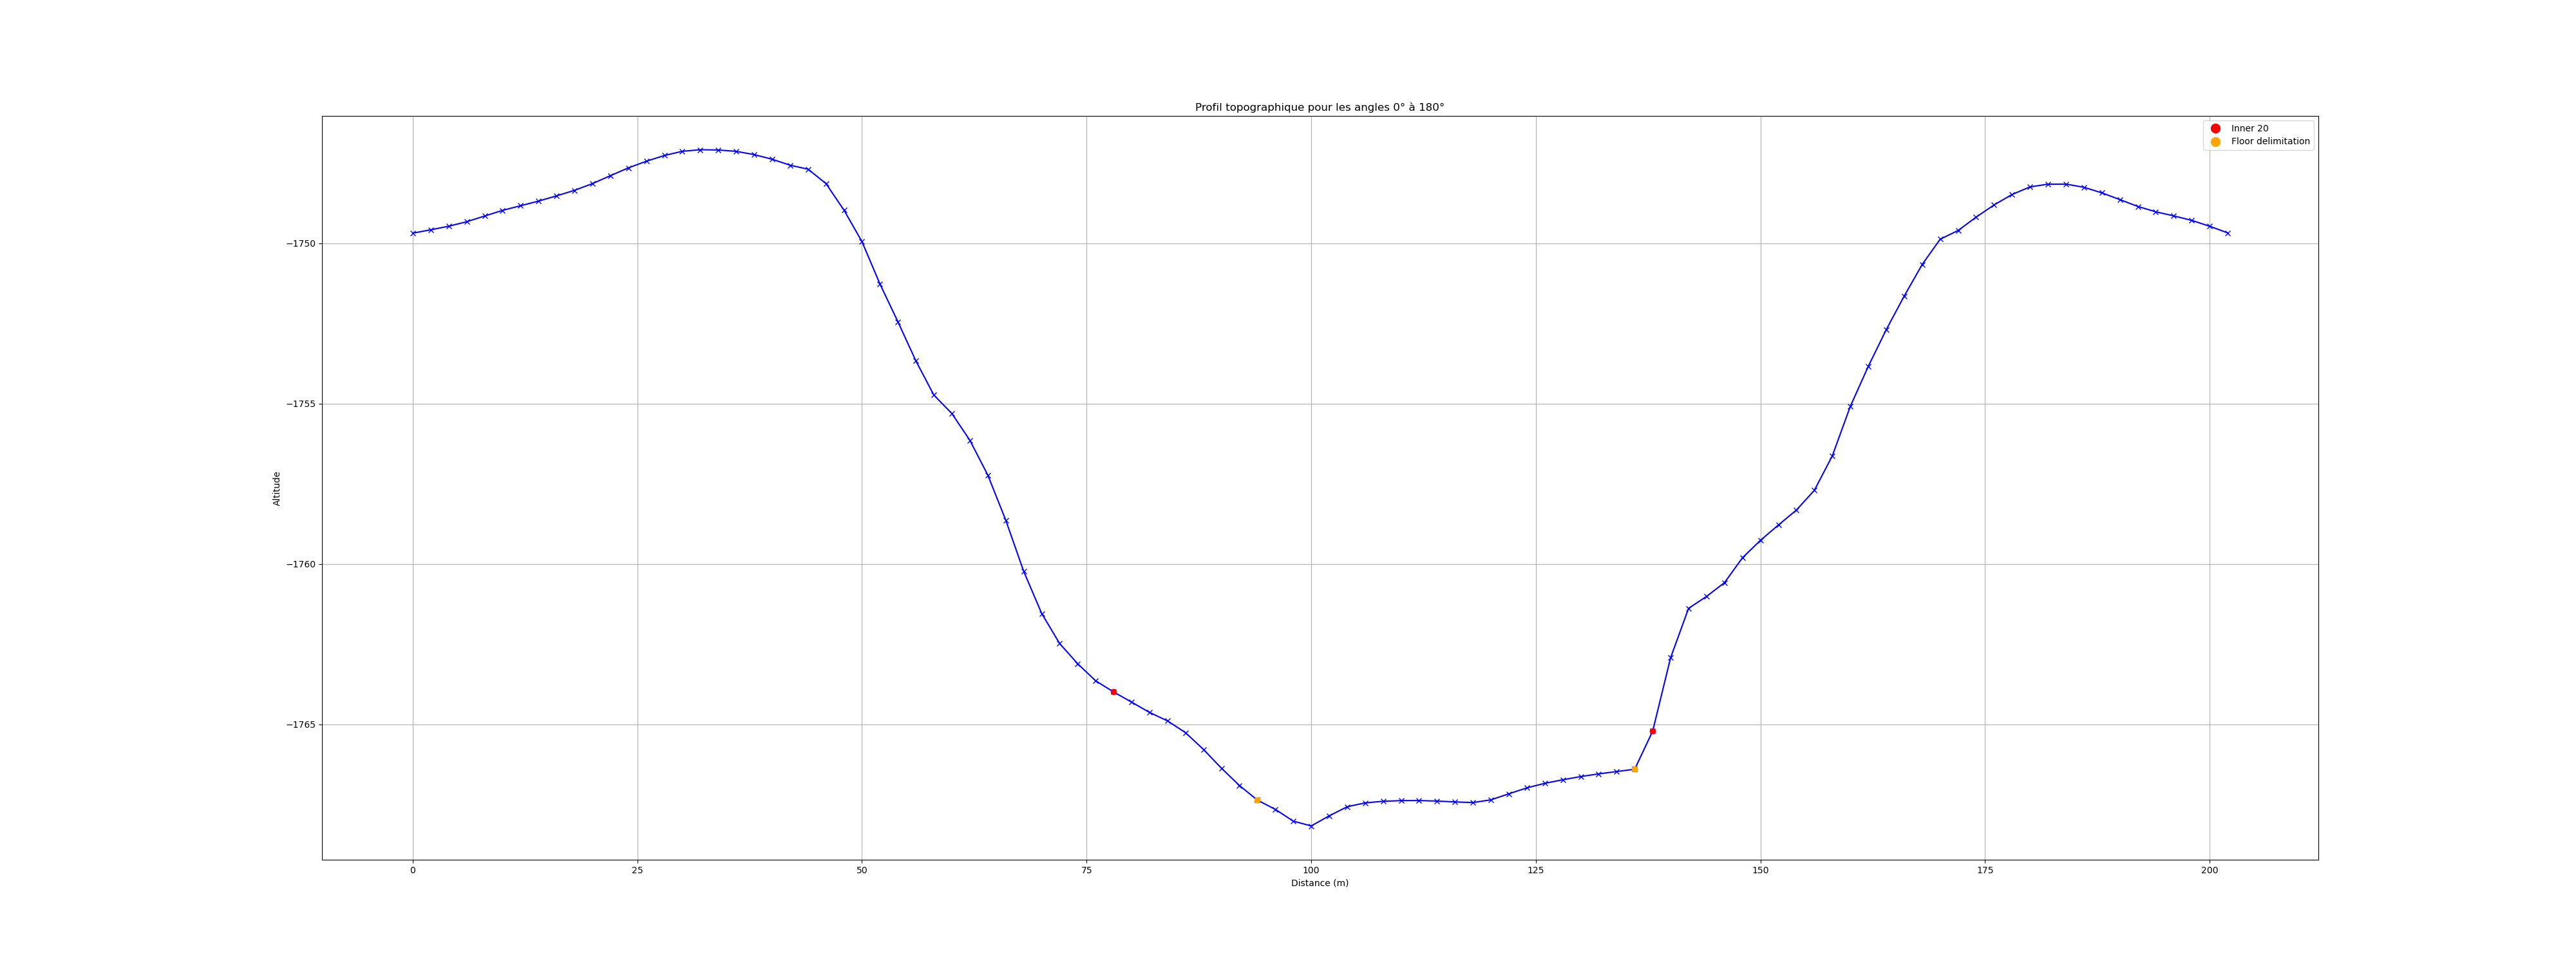 Profil topographique pour les angles 0° à 180°
Inner 20
Floor delimitation
−1750
−1755
−1760
−1765
Altitude
0 25 50 75 100 125 150 175 200
Distance (m)